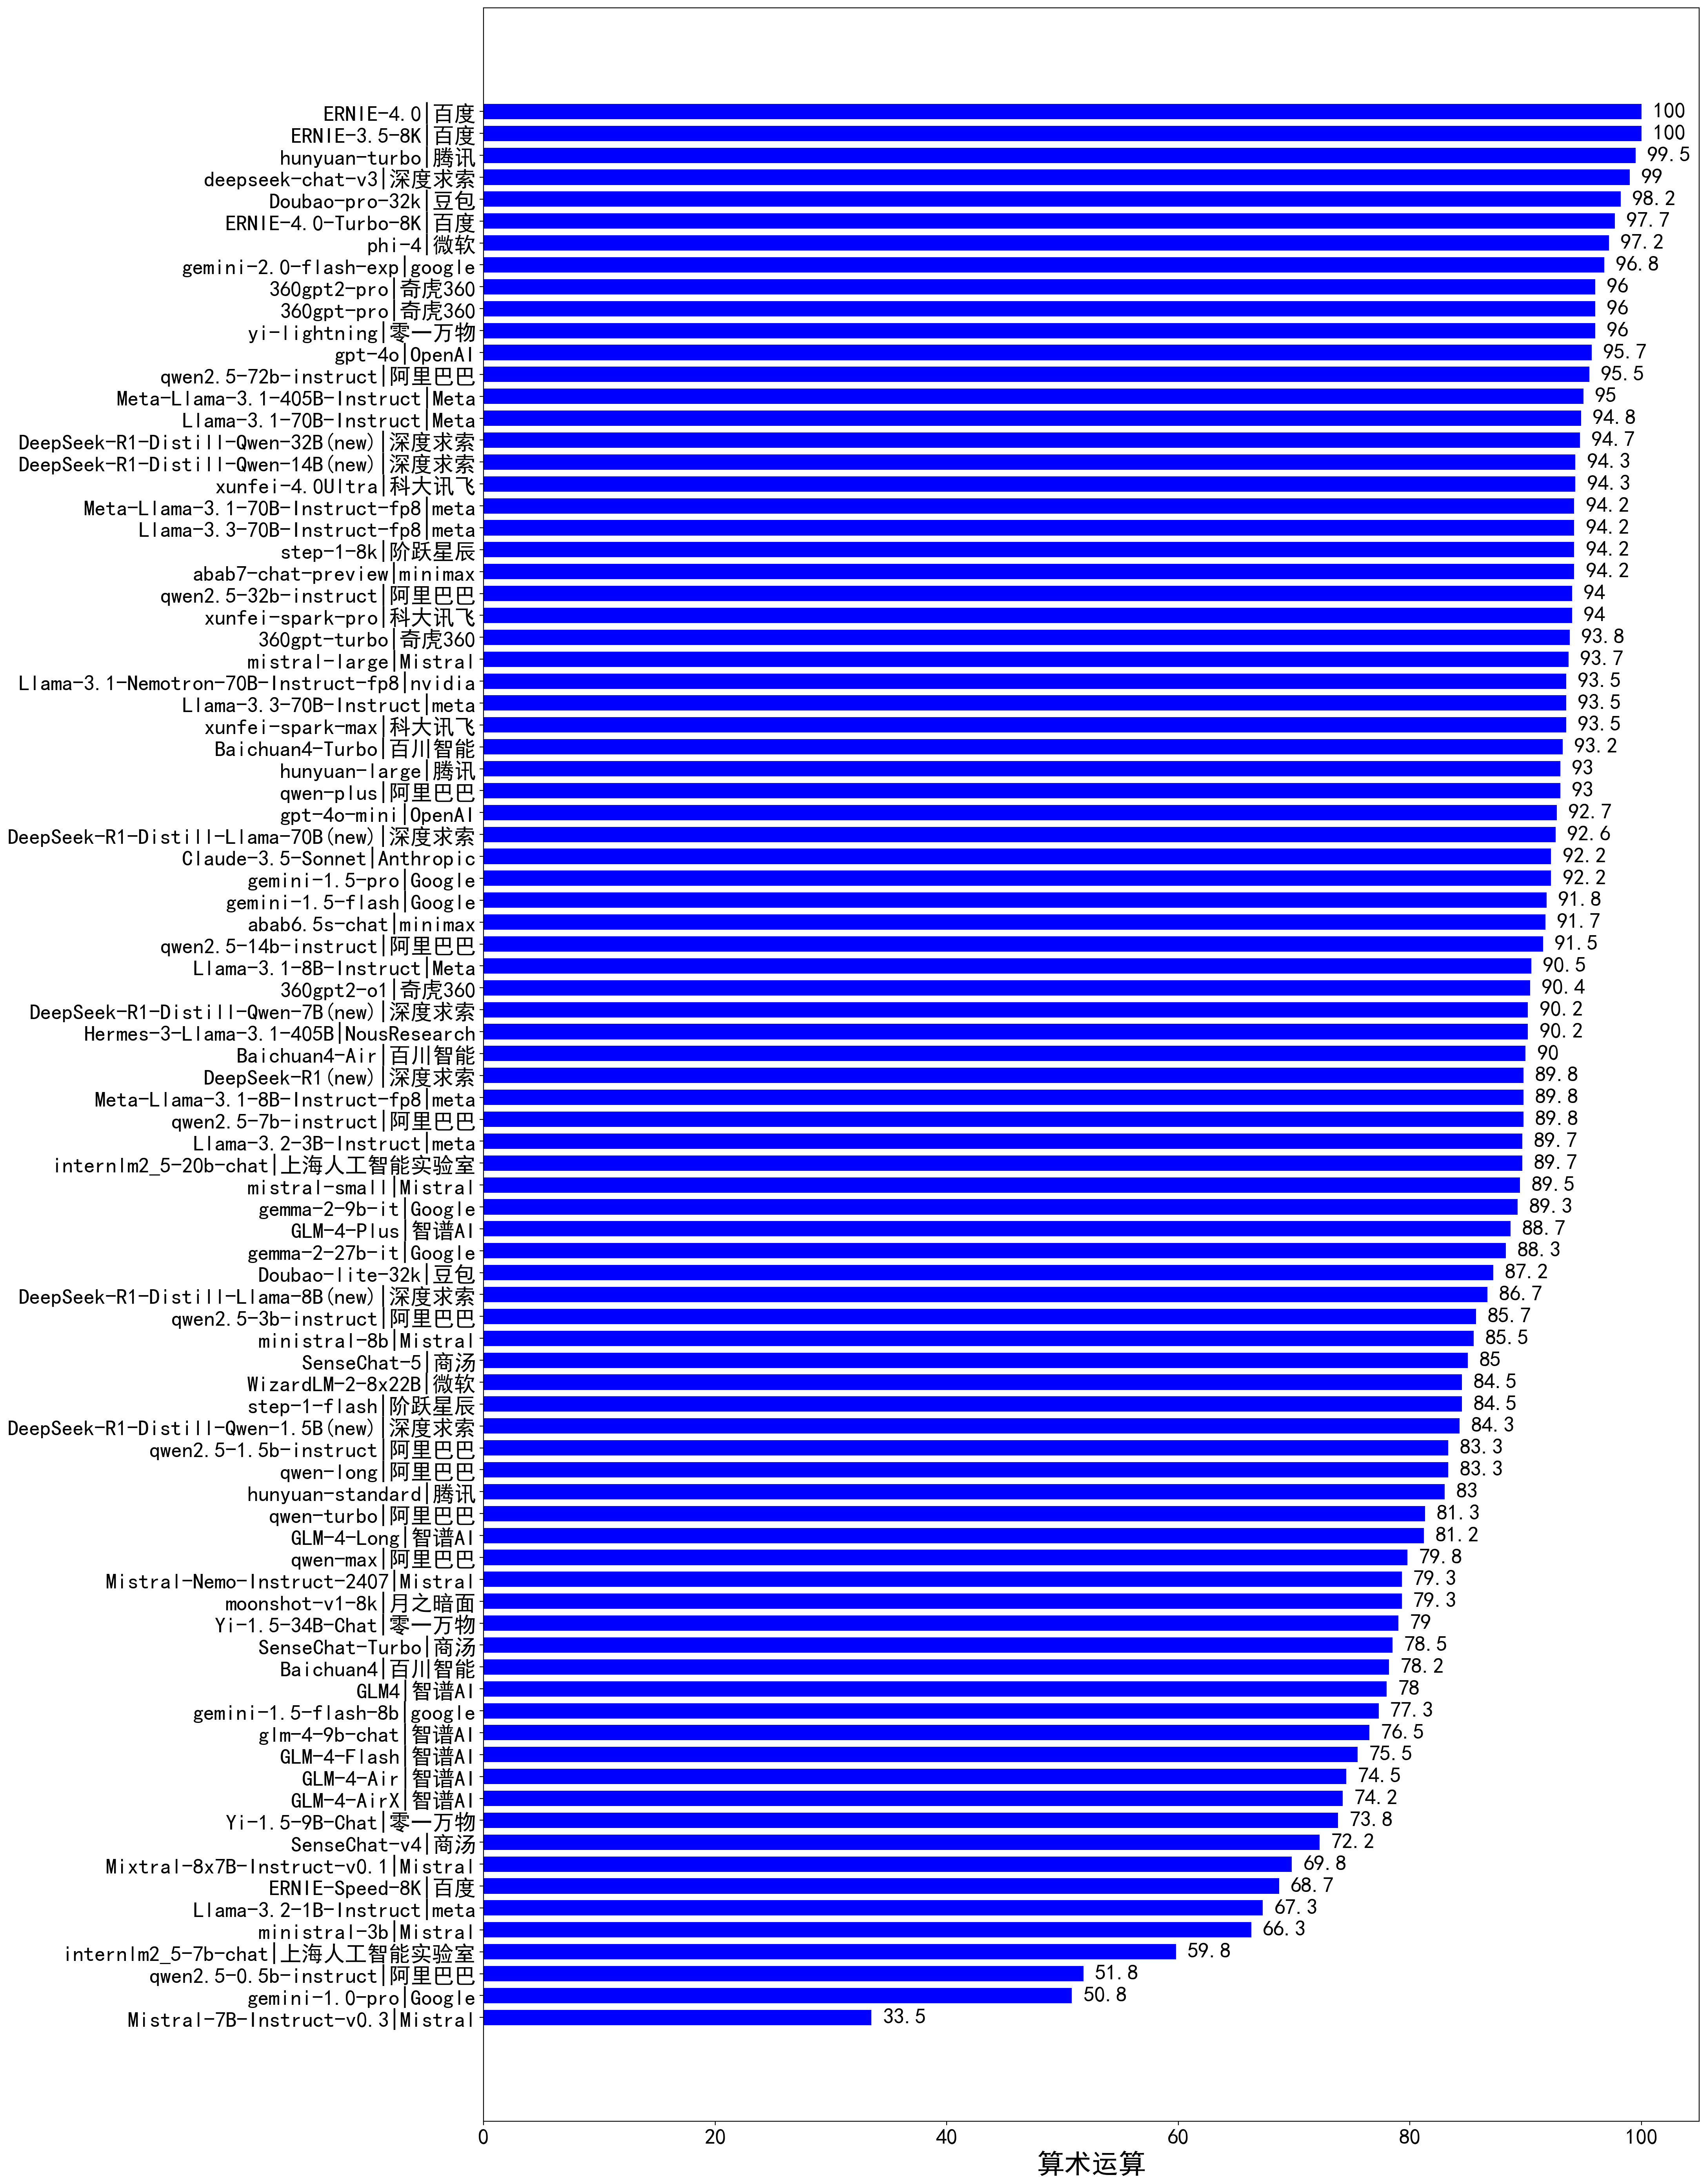 ERNIE-4.0|百度 100
ERNIE-3.5-8K|百度 100
hunyuan-turbo|腾讯 99.5
deepseek-chat-v3|深度求索 99
Doubao-pro-32k|豆包 98.2
ERNIE-4.0-Turbo-8K|百度 97.7
phi-4|微软 97.2
gemini-2.0-flash-exp|google 96.8
360gpt2-pro|奇虎360 96
360gpt-pro|奇虎360 96
yi-lightning|零一万物 96
gpt-4o|OpenAI 95.7
qwen2.5-72b-instruct|阿里巴巴 95.5
Meta-Llama-3.1-405B-Instruct|Meta 95
Llama-3.1-70B-Instruct|Meta 94.8
DeepSeek-R1-Distill-Qwen-32B(new)|深度求索 94.7
DeepSeek-R1-Distill-Qwen-14B(new)|深度求索 94.3
xunfei-4.0Ultra|科大讯飞 94.3
Meta-Llama-3.1-70B-Instruct-fp8|meta 94.2
Llama-3.3-70B-Instruct-fp8|meta 94.2
step-1-8k|阶跃星辰 94.2
abab7-chat-preview|minimax 94.2
qwen2.5-32b-instruct|阿里巴巴 94
xunfei-spark-pro|科大讯飞 94
360gpt-turbo|奇虎360 93.8
mistral-large|Mistral 93.7
Llama-3.1-Nemotron-70B-Instruct-fp8|nvidia 93.5
Llama-3.3-70B-Instruct|meta 93.5
xunfei-spark-max|科大讯飞 93.5
Baichuan4-Turbo|百川智能 93.2
hunyuan-large|腾讯 93
qwen-plus|阿里巴巴 93
gpt-4o-mini|OpenAI 92.7
DeepSeek-R1-Distill-Llama-70B(new)|深度求索 92.6
Claude-3.5-Sonnet|Anthropic 92.2
gemini-1.5-pro|Google 92.2
gemini-1.5-flash|Google 91.8
abab6.5s-chat|minimax 91.7
qwen2.5-14b-instruct|阿里巴巴 91.5
Llama-3.1-8B-Instruct|Meta 90.5
360gpt2-o1|奇虎360 90.4
DeepSeek-R1-Distill-Qwen-7B(new)|深度求索 90.2
Hermes-3-Llama-3.1-405B|NousResearch 90.2
Baichuan4-Air|百川智能 90
DeepSeek-R1(new)|深度求索 89.8
Meta-Llama-3.1-8B-Instruct-fp8|meta 89.8
qwen2.5-7b-instruct|阿里巴巴 89.8
Llama-3.2-3B-Instruct|meta 89.7
internlm2_5-20b-chat|上海人工智能实验室 89.7
mistral-small|Mistral 89.5
gemma-2-9b-it|Google 89.3
GLM-4-Plus|智谱AI 88.7
gemma-2-27b-it|Google 88.3
Doubao-lite-32k|豆包 87.2
DeepSeek-R1-Distill-Llama-8B(new)|深度求索 86.7
qwen2.5-3b-instruct|阿里巴巴 85.7
ministral-8b|Mistral 85.5
SenseChat-5|商汤 85
WizardLM-2-8x22B|微软 84.5
step-1-flash|阶跃星辰 84.5
DeepSeek-R1-Distill-Qwen-1.5B(new)|深度求索 84.3
qwen2.5-1.5b-instruct|阿里巴巴 83.3
qwen-long|阿里巴巴 83.3
hunyuan-standard|腾讯 83
qwen-turbo|阿里巴巴 81.3
GLM-4-Long|智谱AI 81.2
qwen-max|阿里巴巴 79.8
Mistral-Nemo-Instruct-2407|Mistral 79.3
moonshot-v1-8k|月之暗面 79.3
Yi-1.5-34B-Chat|零一万物 79
SenseChat-Turbo|商汤 78.5
Baichuan4|百川智能 78.2
GLM4|智谱AI 78
gemini-1.5-flash-8b|google 77.3
glm-4-9b-chat|智谱AI 76.5
GLM-4-Flash|智谱AI 75.5
GLM-4-Air|智谱AI 74.5
GLM-4-AirX|智谱AI 74.2
Yi-1.5-9B-Chat|零一万物 73.8
SenseChat-v4|商汤 72.2
Mixtral-8x7B-Instruct-v0.1|Mistral 69.8
ERNIE-Speed-8K|百度 68.7
Llama-3.2-1B-Instruct|meta 67.3
ministral-3b|Mistral 66.3
internlm2_5-7b-chat|上海人工智能实验室 59.8
qwen2.5-0.5b-instruct|阿里巴巴 51.8
gemini-1.0-pro|Google 50.8
Mistral-7B-Instruct-v0.3|Mistral 33.5
0 20 40 60 80 100
算术运算